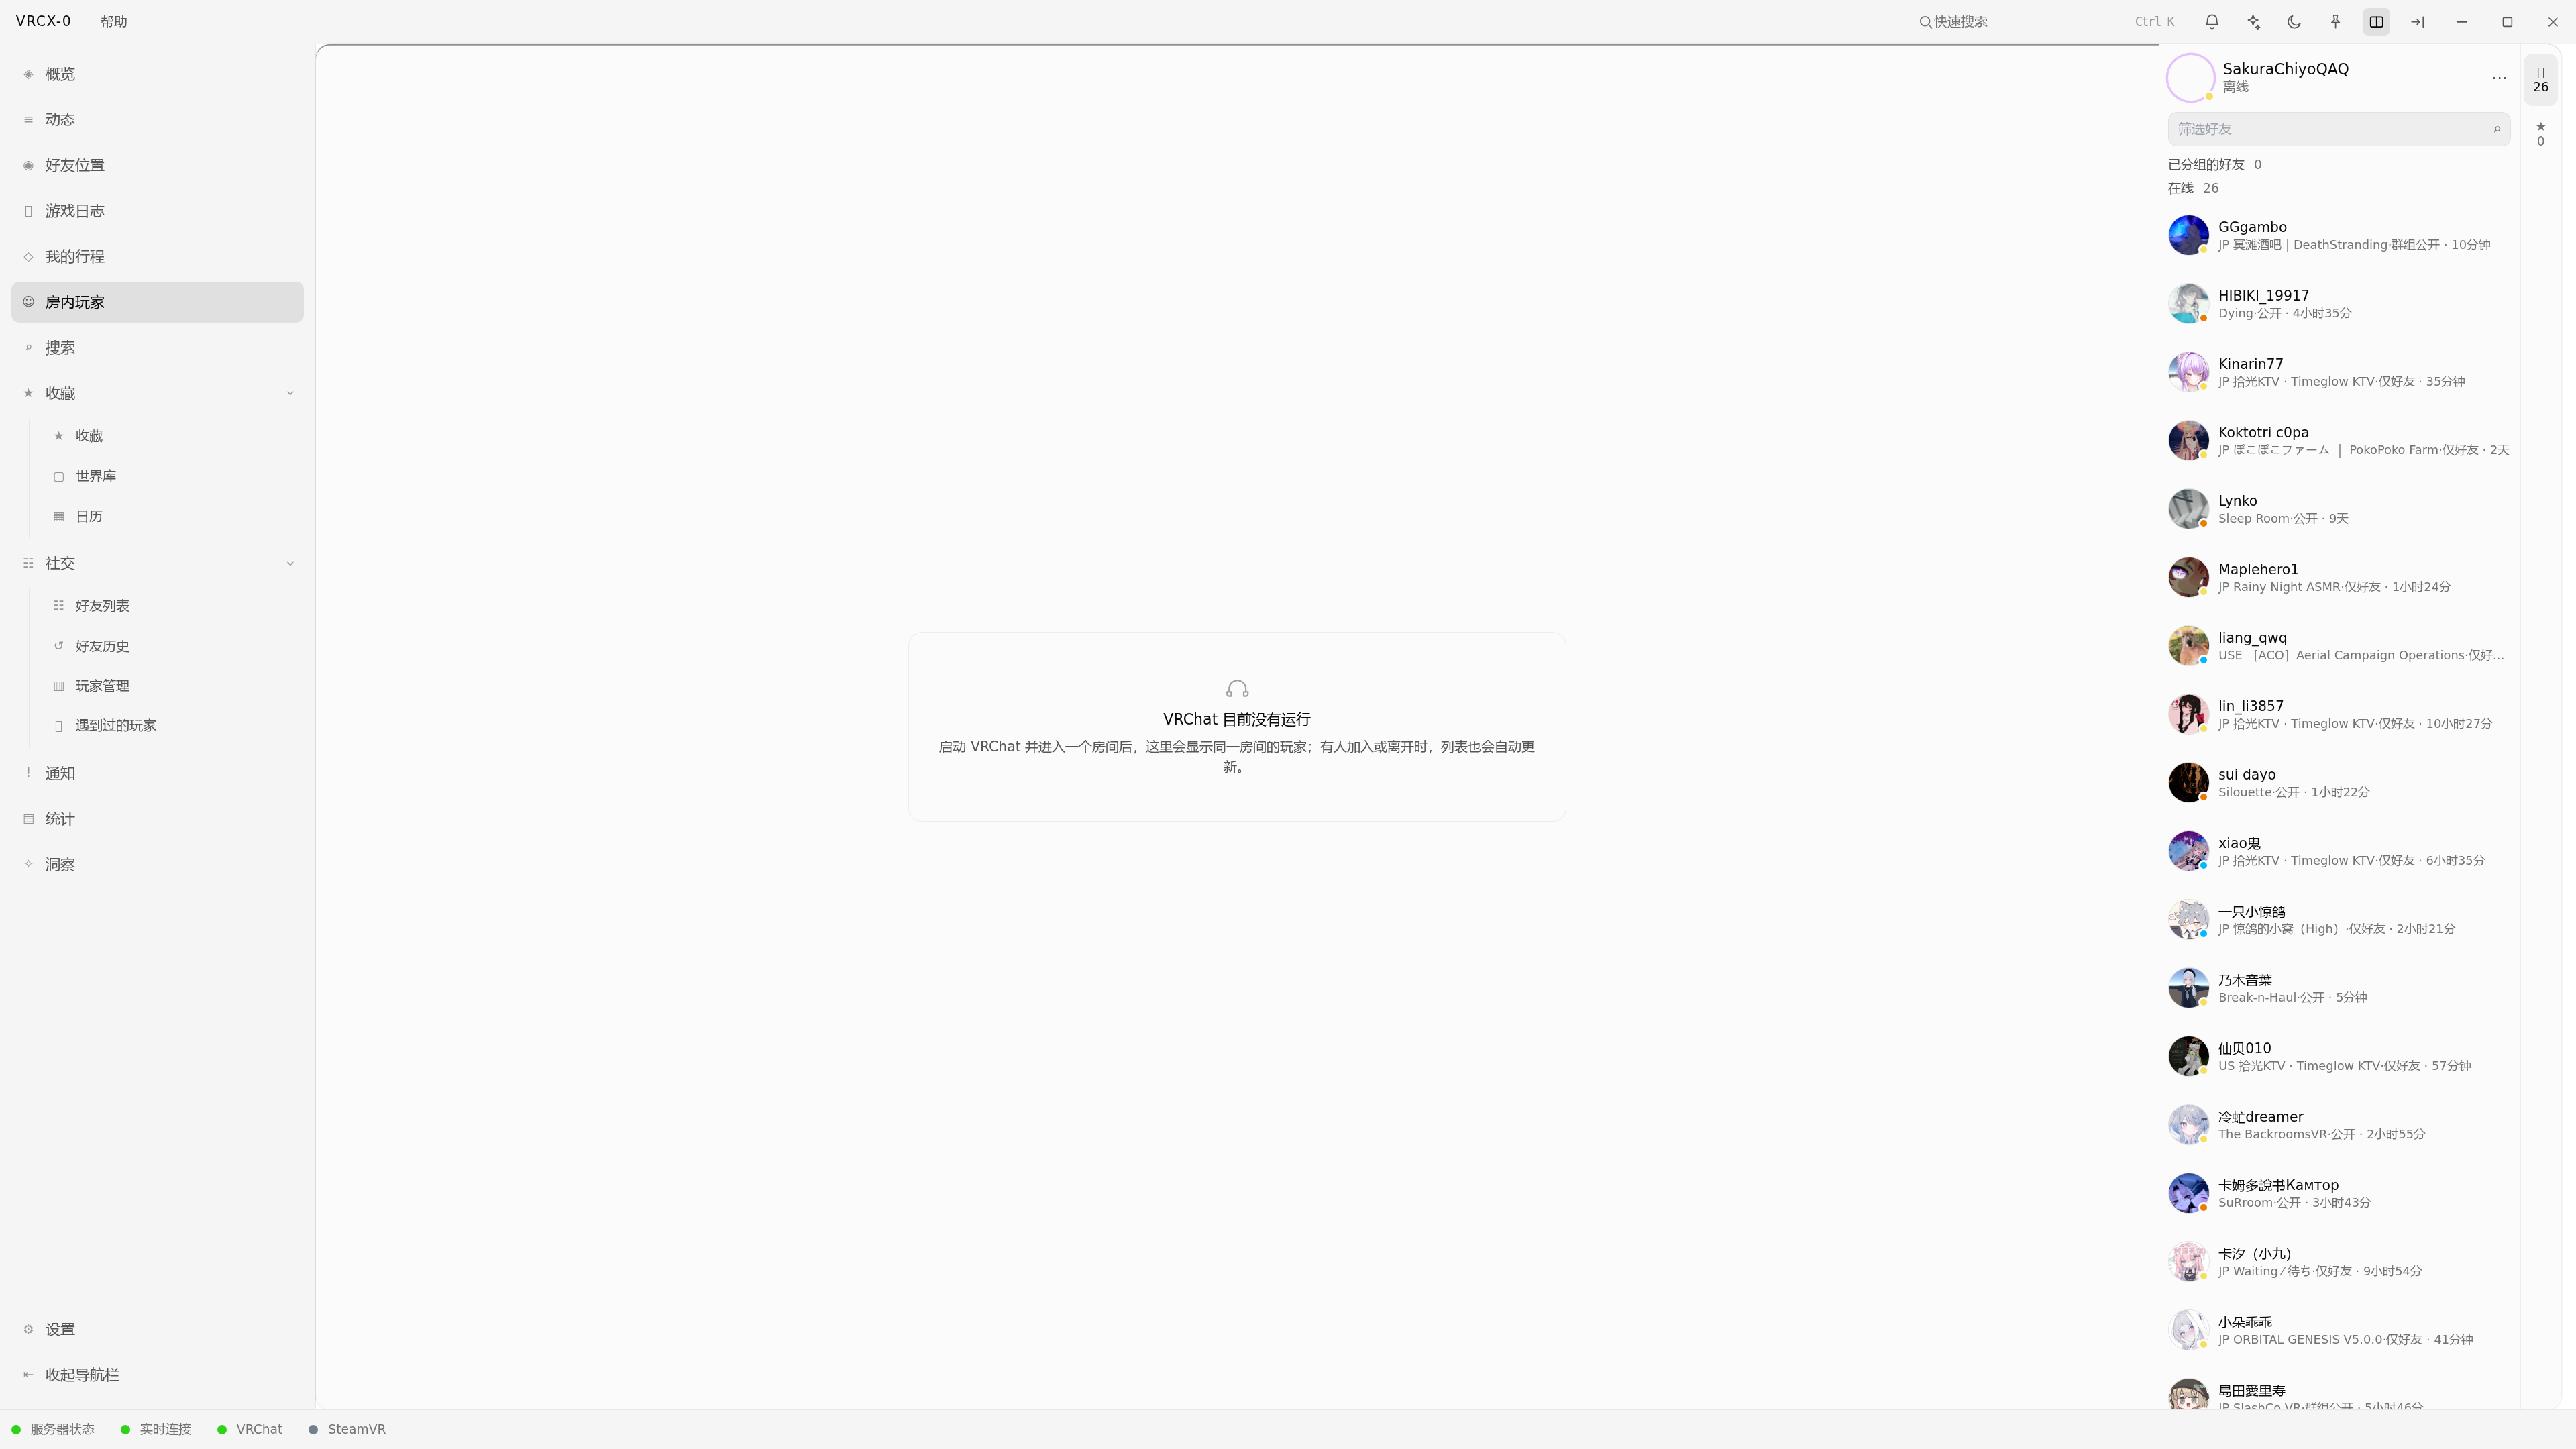 VRCX-0
帮助
快速搜索
Ctrl K
概览
动态
好友位置
游戏日志
我的行程
房内玩家
搜索
收藏
收藏
世界库
日历
社交
好友列表
好友历史
玩家管理
遇到过的玩家
通知
统计
洞察
设置
收起导航栏
VRChat 目前没有运行
启动 VRChat 并进入一个房间后，这里会显示同一房间的玩家；有人加入或离开时，列表也会自动更
新。
SakuraChiyoQAQ
离线
26
0
筛选好友
已分组的好友 0
在线 26
GGgambo
JP 冥滩酒吧 | DeathStranding·群组公开 · 10分钟
HIBIKI_19917
Dying·公开 · 4小时35分
Kinarin77
JP 拾光KTV · Timeglow KTV·仅好友 · 35分钟
Koktotri c0pa
JP ぽこぽこファーム ｜ PokoPoko Farm·仅好友 · 2天
Lynko
Sleep Room·公开 · 9天
Maplehero1
JP Rainy Night ASMR·仅好友 · 1小时24分
liang_qwq
USE ［ACO］Aerial Campaign Operations·仅好…
lin_li3857
JP 拾光KTV · Timeglow KTV·仅好友 · 10小时27分
sui dayo
Silouette·公开 · 1小时22分
xiao鬼
JP 拾光KTV · Timeglow KTV·仅好友 · 6小时35分
一只小惊鸽
JP 惊鸽的小窝（High）·仅好友 · 2小时21分
乃木音葉
Break-n-Haul·公开 · 5分钟
仙贝010
US 拾光KTV · Timeglow KTV·仅好友 · 57分钟
冷虻dreamer
The BackroomsVR·公开 · 2小时55分
卡姆多說书Камтор
SuRroom·公开 · 3小时43分
卡汐（小九）
JP Waiting ⁄ 待ち·仅好友 · 9小时54分
小朵乖乖
JP ORBITAL GENESIS V5.0.0·仅好友 · 41分钟
島田愛里寿
JP SlashCo VR·群组公开 · 5小时46分
服务器状态
实时连接
VRChat
SteamVR